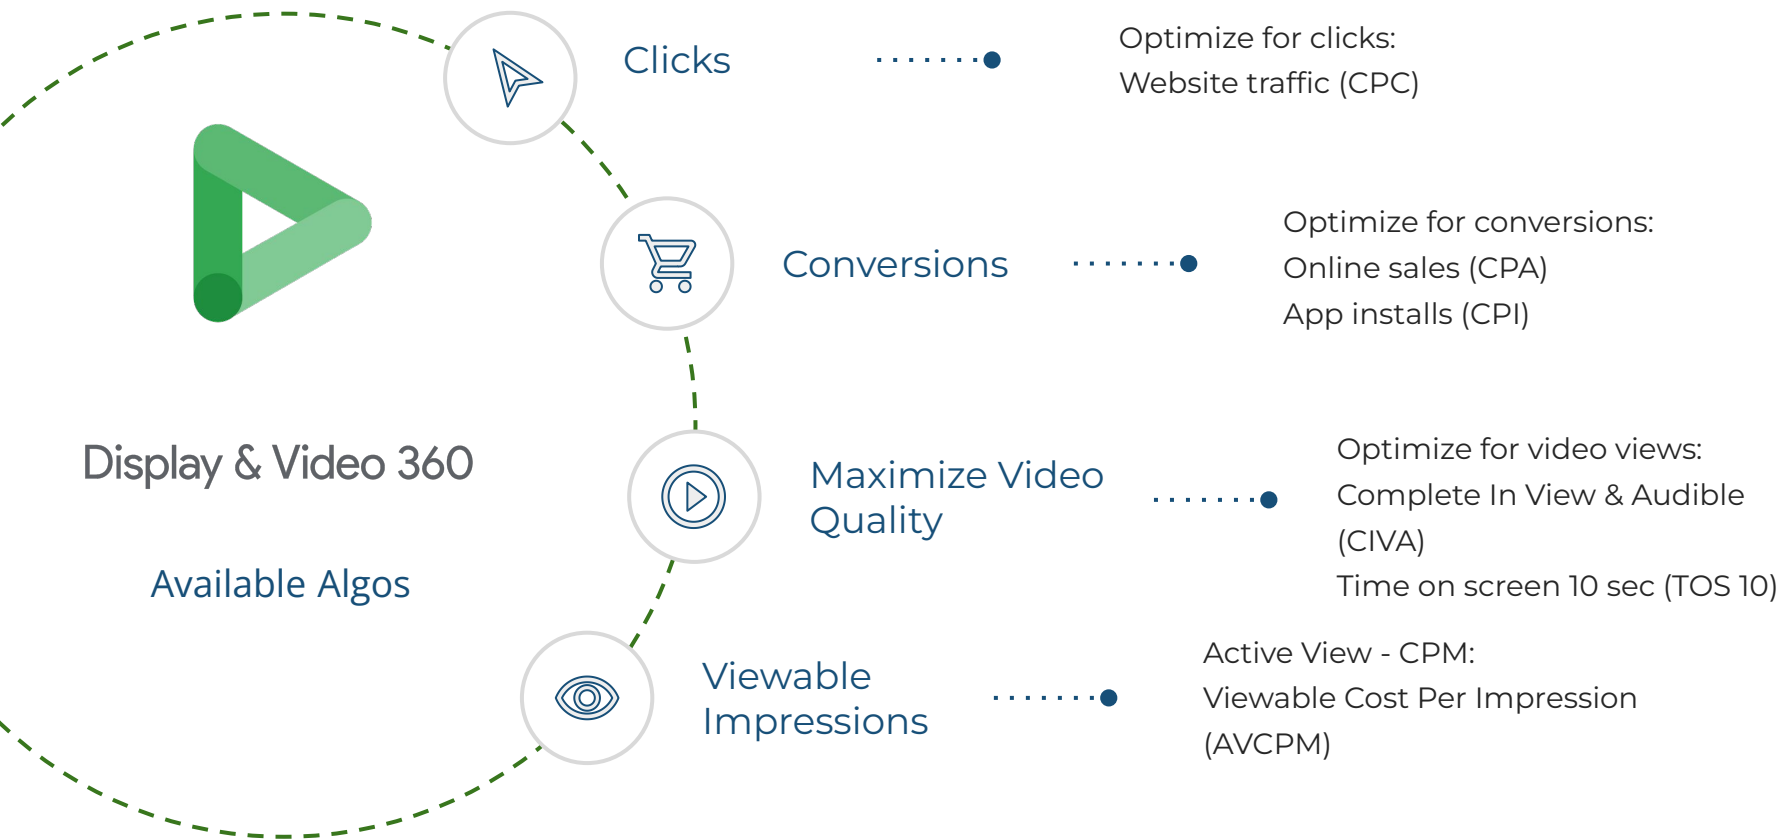 Display & Video 360
Available Algos
Clicks
Optimize for clicks:
Website traffic (CPC)
Conversions
Optimize for conversions:
Online sales (CPA)
App installs (CPI)
Maximize Video
Quality
Optimize for video views:
Complete In View & Audible
(CIVA)
Time on screen 10 sec (TOS 10)
Viewable
Impressions
Active View - CPM:
Viewable Cost Per Impression
(AVCPM)